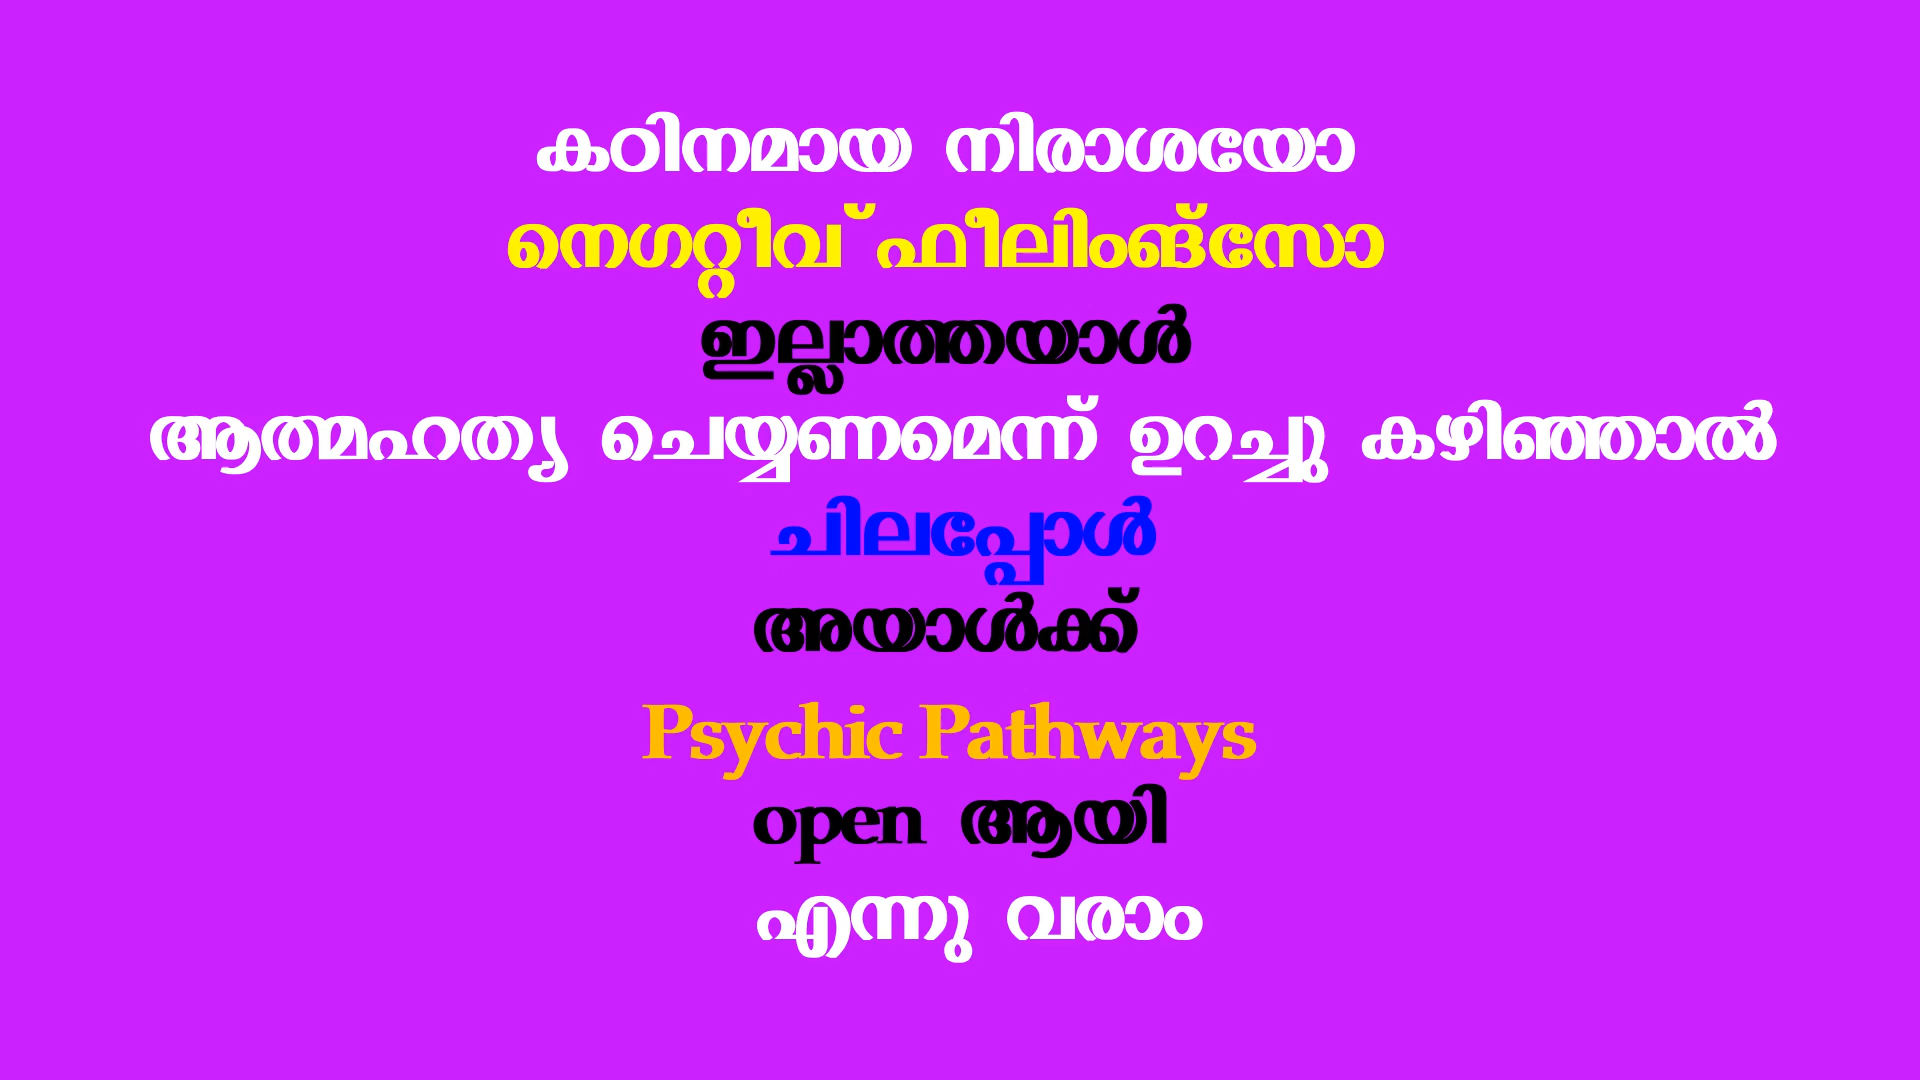 കഠിനമായ നിരാശയോ
നെഗറ്റീവ് ഫീലിംങ്സോ
ഇല്ലാത്തയാൾ
ആത്മഹത്യ ചെയ്യണമെന്ന് ഉറച്ചു കഴിഞ്ഞാൽ
ചിലപ്പോൾ
അയാൾക്ക്
Psychic Pathways
open ആയി
എന്നു വരാം